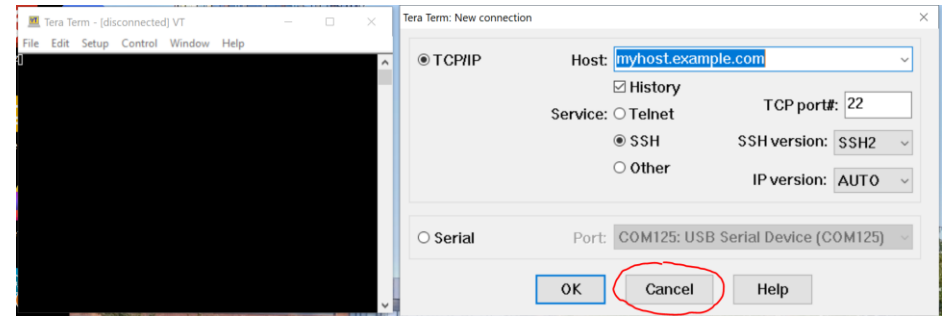 VT Tera Term - [disconnected] VT
File Edit Setup Control Window Help
Tera Term: New connection
TCP/IP
Host: myhost.example.com
History
Service: Telnet
TCP port#: 22
SSH
SSH version: SSH2
Other
IP version: AUTO
Serial
Port: COM125: USB Serial Device (COM125)
OK Cancel Help